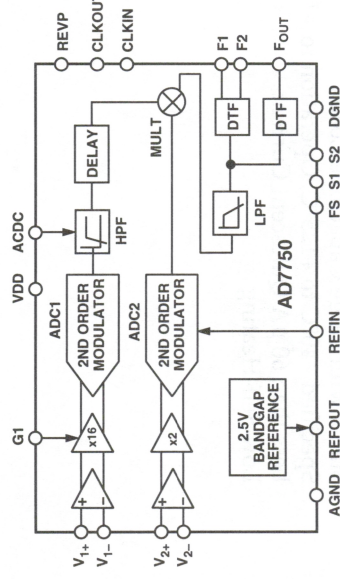 REVP
CLKOUT
CLKIN
F1
F2
FOUT
DGND
S2
S1
FS
ACDC
VDD
G1
DELAY
MULT
HPF
DTF
DTF
LPF
ADC1
2ND ORDER
MODULATOR
ADC2
2ND ORDER
MODULATOR
AD7750
x16
x2
+
−
+
−
2.5V
BANDGAP
REFERENCE
V1+
V1−
V2+
V2−
AGND
REFOUT
REFIN